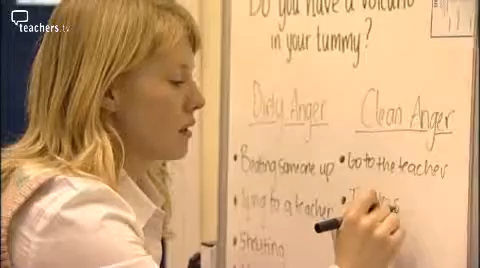 teachers.tv
Do you have a volcano
in your tummy?
Dirty Anger
Clean Anger
• Beating someone up
• Lying to a teacher
• Shouting
• Go to the teacher